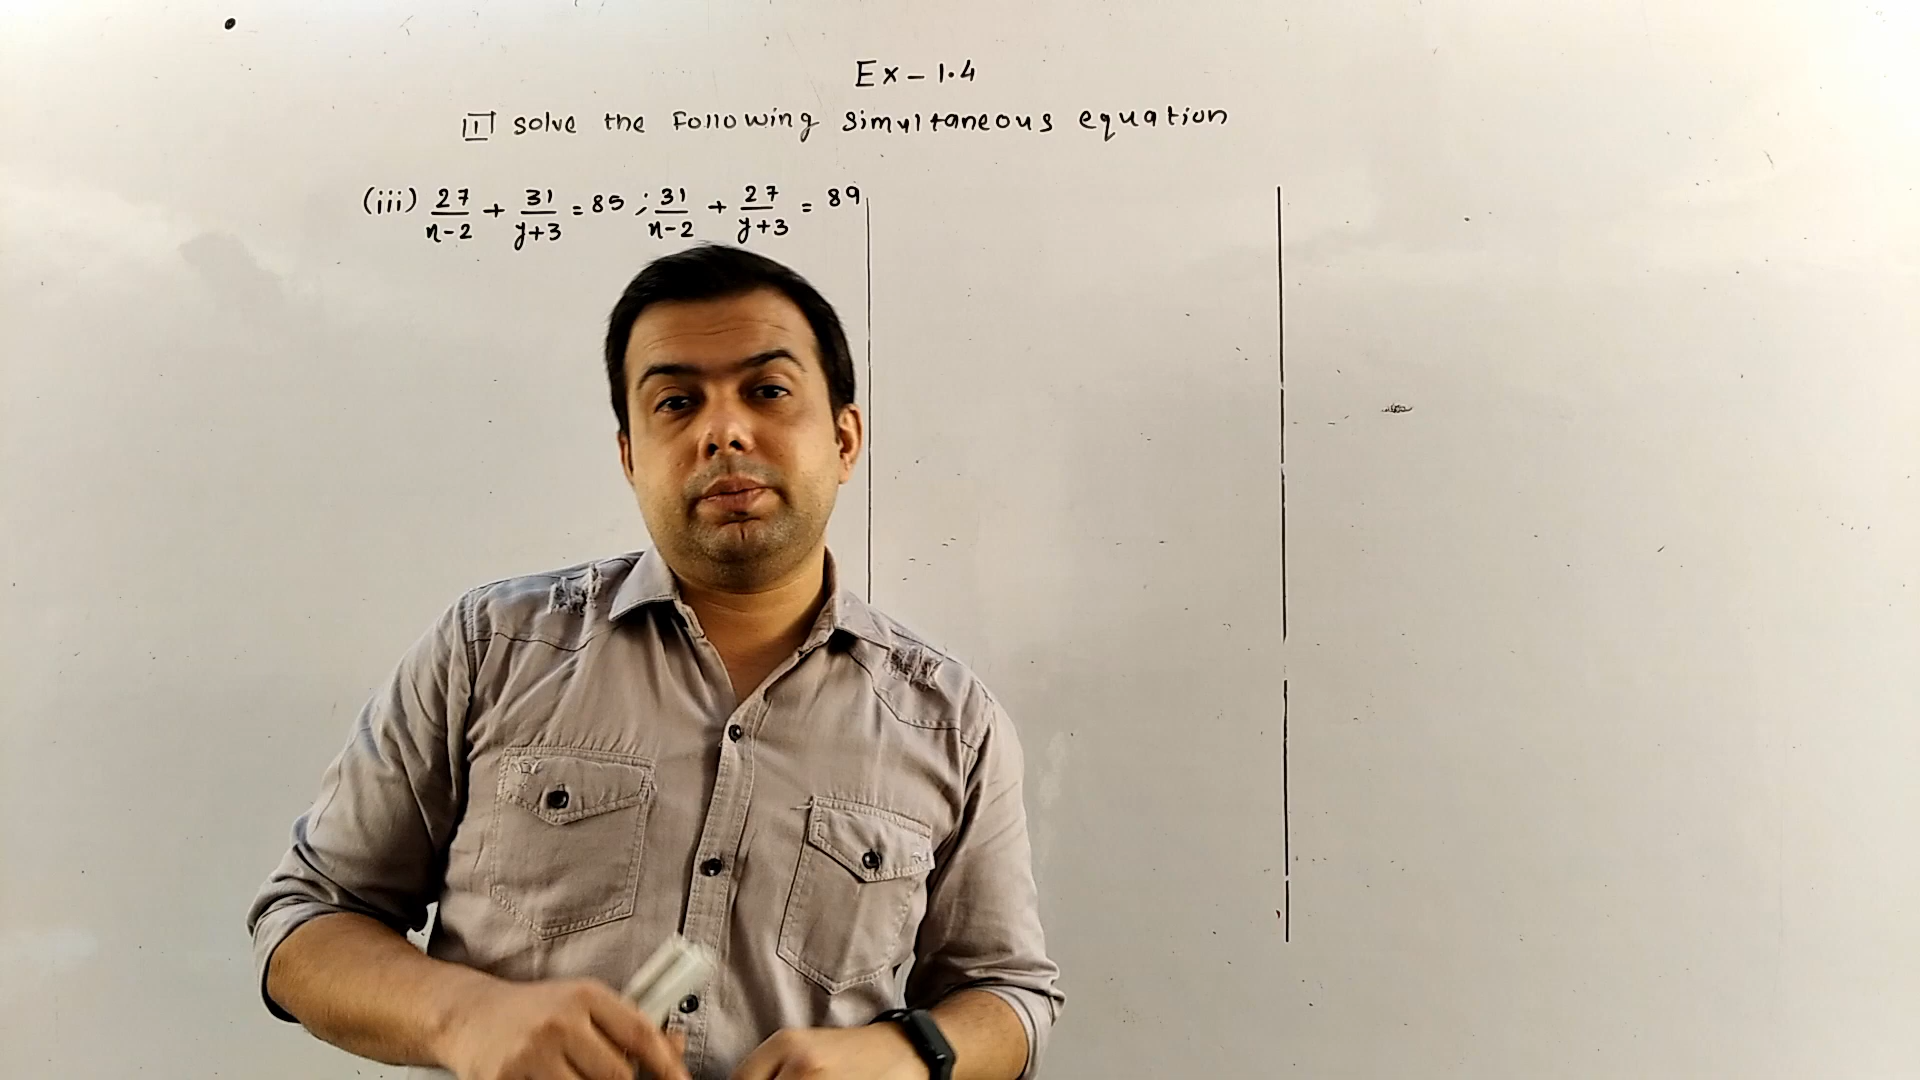 Ex - 1.4
1 solve the following simultaneous equation
(iii) 27/x-2 + 31/y+3 = 85 ; 31/x-2 + 27/y+3 = 89